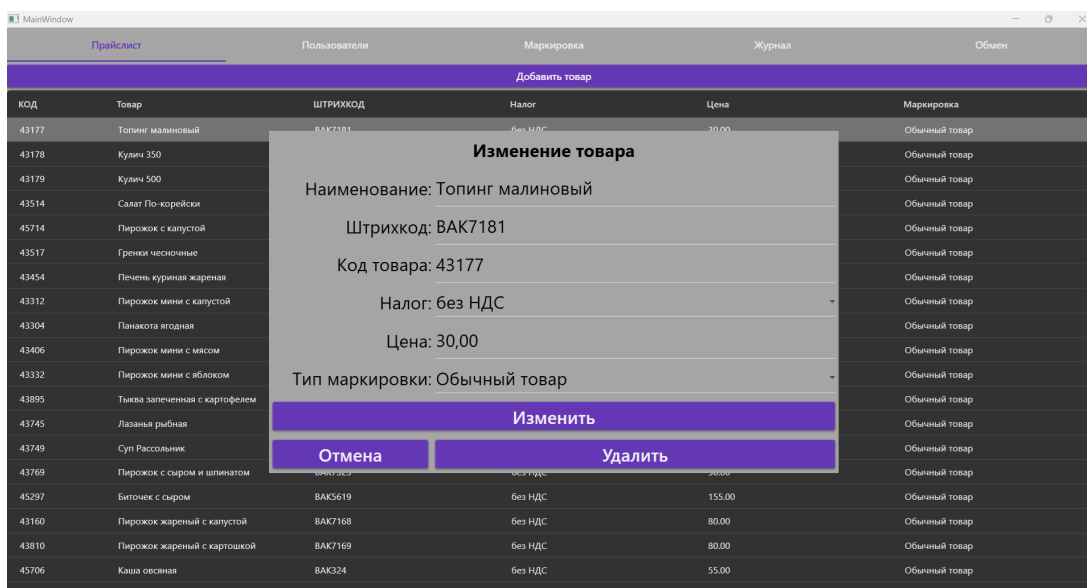 MainWindow
Прайслист Пользователи Маркировка Журнал Обмен
Добавить товар
КОД Товар ШТРИХКОД Налог Цена Маркировка
43177 Топинг малиновый BAK7181 без НДС 30.00 Обычный товар
43178 Кулич 350 Обычный товар
43179 Кулич 500 Обычный товар
43514 Салат По-корейски Обычный товар
45714 Пирожок с капустой Обычный товар
43517 Гренки чесночные Обычный товар
43454 Печень куриная жареная Обычный товар
43312 Пирожок мини с капустой Обычный товар
43304 Панакота ягодная Обычный товар
43406 Пирожок мини с мясом Обычный товар
43332 Пирожок мини с яблоком Обычный товар
43895 Тыква запеченная с картофелем Обычный товар
43745 Лазанья рыбная Обычный товар
43749 Суп Рассольник Обычный товар
43769 Пирожок с сыром и шпинатом без НДС Обычный товар
45297 Биточек с сыром BAK5619 без НДС 155.00 Обычный товар
43160 Пирожок жареный с капустой BAK7168 без НДС 80.00 Обычный товар
43810 Пирожок жареный с картошкой BAK7169 без НДС 80.00 Обычный товар
45706 Каша овсяная BAK324 без НДС 55.00 Обычный товар
Изменение товара
Наименование: Топинг малиновый
Штрихкод: BAK7181
Код товара: 43177
Налог: без НДС
Цена: 30,00
Тип маркировки: Обычный товар
Изменить
Отмена Удалить